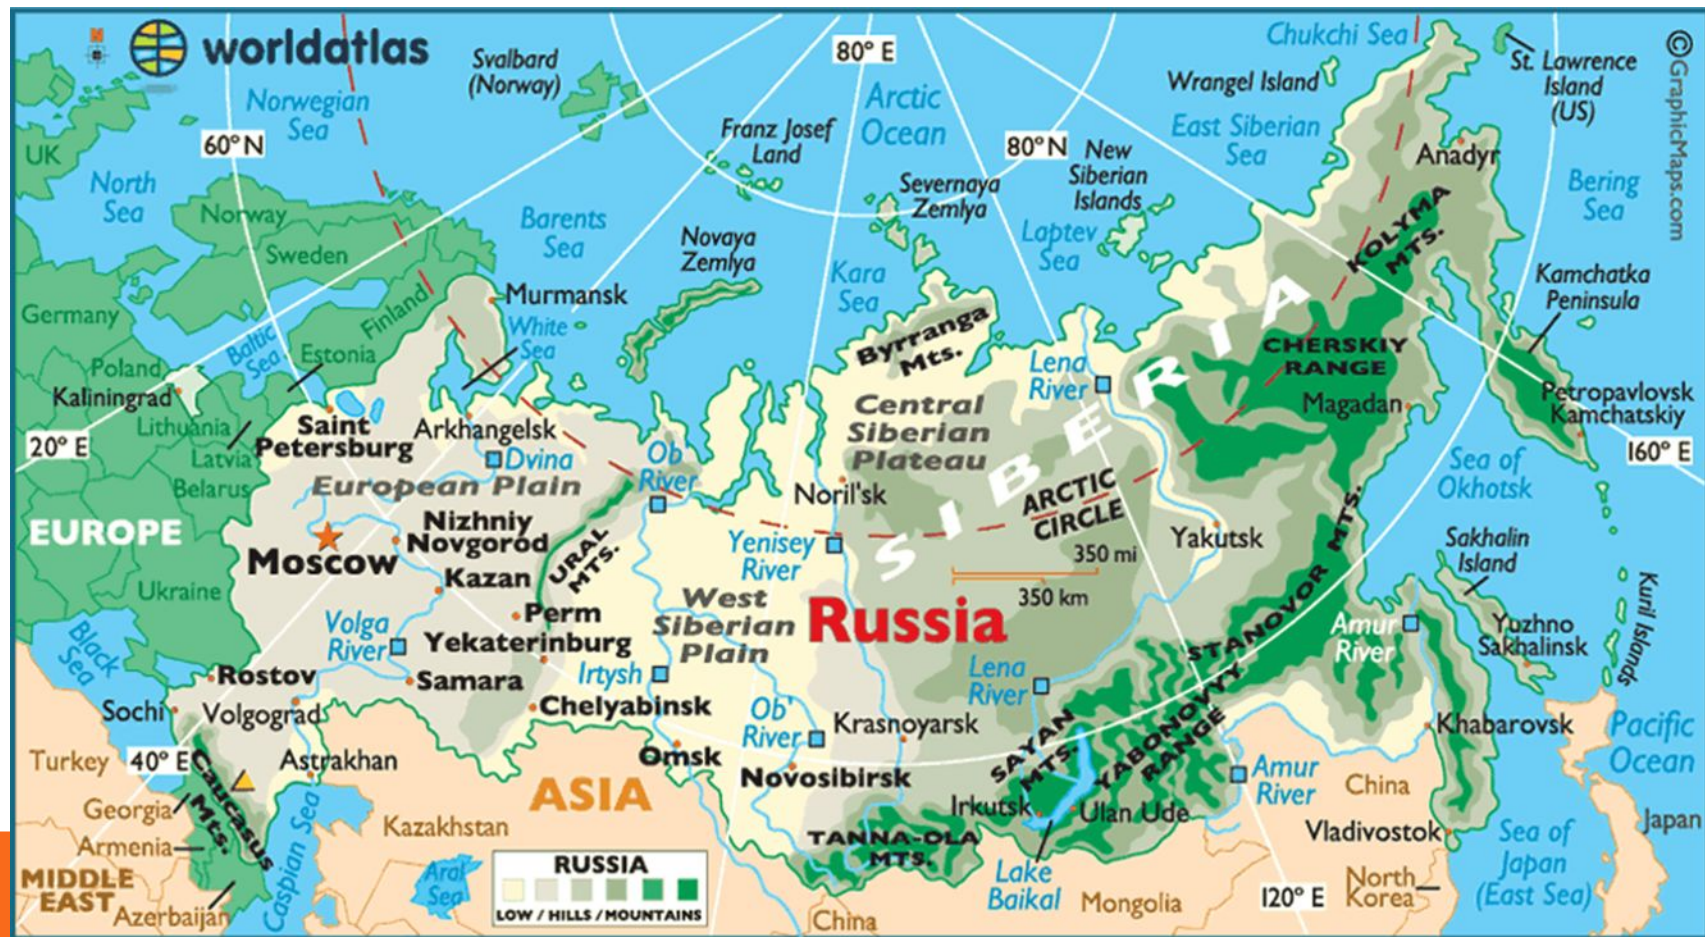 worldatlas
N
Svalbard
(Norway)
80° E
Chukchi Sea
©GraphicMaps.com
St. Lawrence
Island
(US)
Wrangel Island
Norwegian
Sea
Arctic
Ocean
Franz Josef
Land
East Siberian
Sea
60° N
80° N
New
Siberian
Islands
Anadyr
UK
North
Sea
Severnaya
Zemlya
Bering
Sea
Norway
Barents
Sea
Novaya
Zemlya
Laptev
Sea
KOLYMA
MTS.
Sweden
Kara
Sea
Kamchatka
Peninsula
Murmansk
Germany
Finland
White
Sea
Byrranga
Mts.
Baltic
Sea
Estonia
Poland
Kaliningrad
Lena
River
CHERSKIY
RANGE
Petropavlovsk
Kamchatskiy
Magadan
Lithuania
Saint
Petersburg
Arkhangelsk
Central
Siberian
Plateau
SIBERIA
20° E
Latvia
Dvina
Ob
River
160° E
Sea of
Okhotsk
Belarus
European Plain
Noril'sk
ARCTIC
CIRCLE
EUROPE
Nizhniy
Novgorod
Moscow
URAL
MTS.
Yenisey
River
Yakutsk
350 mi
350 km
Sakhalin
Island
Kazan
Ukraine
West
Siberian
Plain
Russia
STANOVOR MTS.
Kuril Islands
Perm
Volga
River
Yekaterinburg
Amur
River
Yuzhno
Sakhalinsk
Black
Sea
Rostov
Samara
Irtysh
Lena
River
Sochi
Volgograd
Chelyabinsk
Ob'
River
Krasnoyarsk
SAYAN
MTS.
YABONOVYY
RANGE
Khabarovsk
Pacific
Ocean
Turkey
40° E
Astrakhan
Omsk
Novosibirsk
Amur
River
China
ASIA
Caucasus
Mts.
Georgia
Irkutsk
Ulan Ude
Kazakhstan
Vladivostok
Japan
Armenia
TANNA-OLA
MTS.
Caspian Sea
RUSSIA
LOW / HILLS / MOUNTAINS
Aral
Sea
Lake
Baikal
Mongolia
120° E
North
Korea
Sea of
Japan
(East Sea)
MIDDLE
EAST
Azerbaijan
China